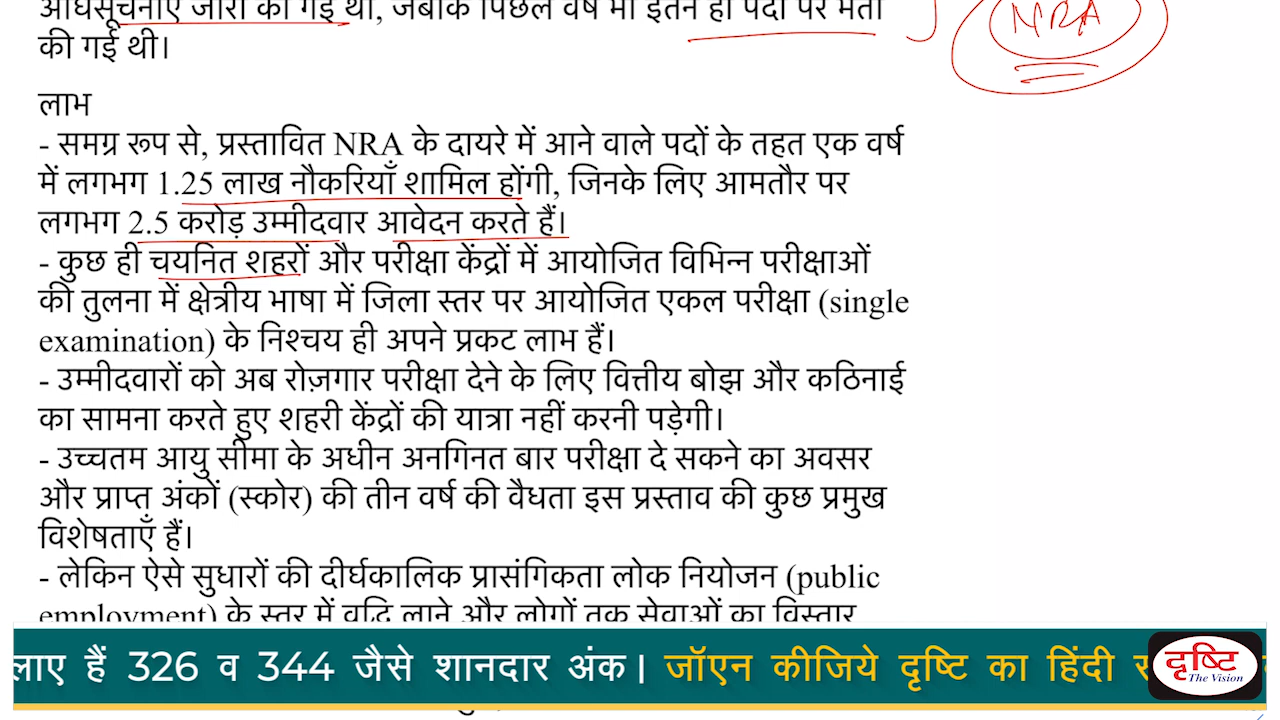 अधिसूचनाएँ जारी की गई थी, जबकि पिछले वर्ष भी इतने ही पदों पर भर्ती
NRA
की गई थी।
लाभ
- समग्र रूप से, प्रस्तावित NRA के दायरे में आने वाले पदों के तहत एक वर्ष
में लगभग 1.25 लाख नौकरियाँ शामिल होंगी, जिनके लिए आमतौर पर
लगभग 2.5 करोड़ उम्मीदवार आवेदन करते हैं।
- कुछ ही चयनित शहरों और परीक्षा केंद्रों में आयोजित विभिन्न परीक्षाओं
की तुलना में क्षेत्रीय भाषा में जिला स्तर पर आयोजित एकल परीक्षा (single
examination) के निश्चय ही अपने प्रकट लाभ हैं।
- उम्मीदवारों को अब रोज़गार परीक्षा देने के लिए वित्तीय बोझ और कठिनाई
का सामना करते हुए शहरी केंद्रों की यात्रा नहीं करनी पड़ेगी।
- उच्चतम आयु सीमा के अधीन अनगिनत बार परीक्षा दे सकने का अवसर
और प्राप्त अंकों (स्कोर) की तीन वर्ष की वैधता इस प्रस्ताव की कुछ प्रमुख
विशेषताएँ हैं।
- लेकिन ऐसे सुधारों की दीर्घकालिक प्रासंगिकता लोक नियोजन (public
employment) के स्तर में वृद्धि लाने और लोगों तक सेवाओं का विस्तार
लाए हैं 326 व 344 जैसे शानदार अंक। जॉएन कीजिये दृष्टि का हिंदी
दृष्टि
The Vision